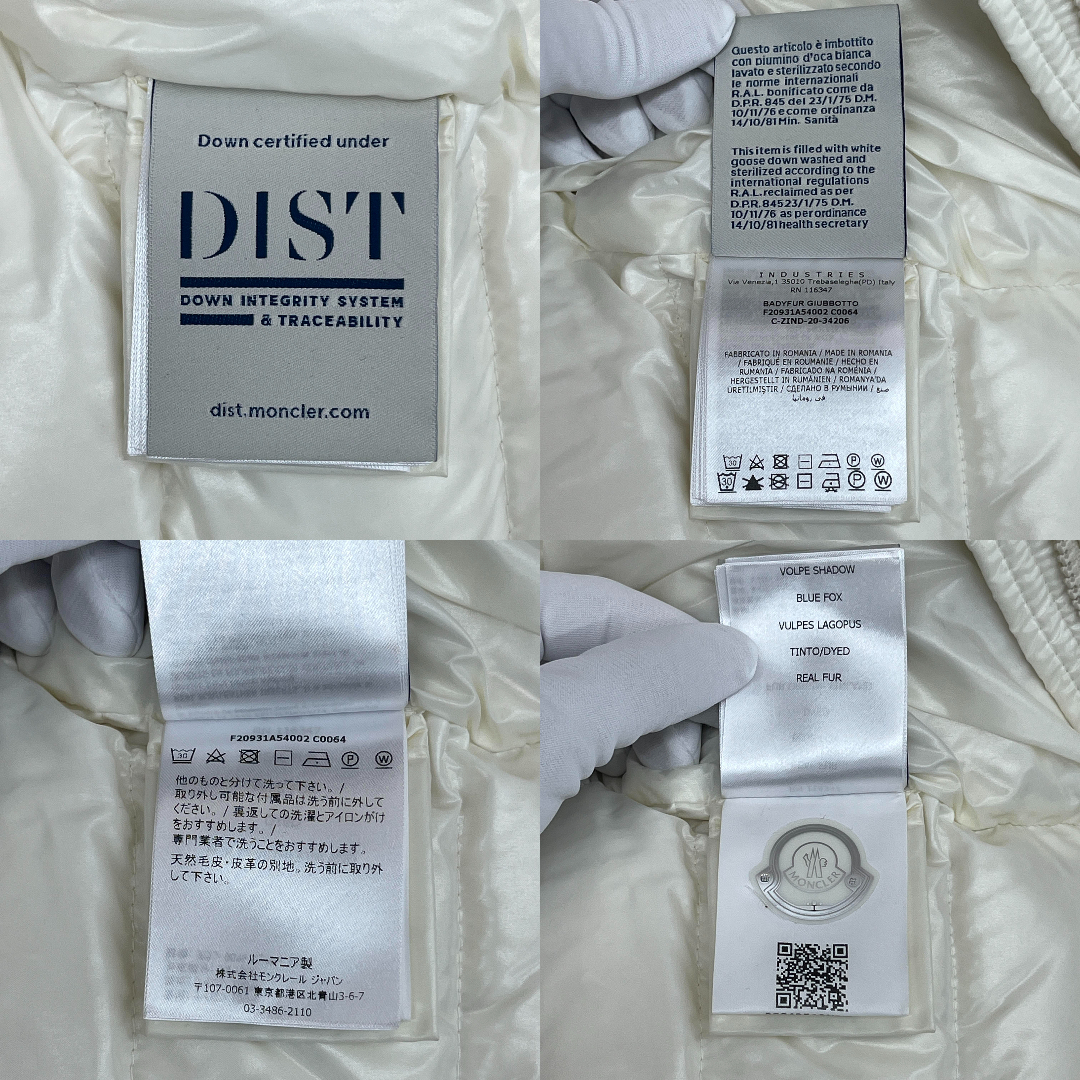 Down certified under
DIST
DOWN INTEGRITY SYSTEM
& TRACEABILITY
dist.moncler.com
Questo articolo è imbottito
con piumino d'oca bianca
lavato e sterilizzato secondo
le norme internazionali
R.A.L. bonificato come da
D.P.R. 845 del 23/1/75 D.M.
10/11/76 e come ordinanza
14/10/81 Min. Sanità
This item is filled with white
goose down washed and
sterilized according to the
international regulations
R.A.L. reclaimed as per
D.P.R. 84523/1/75 D.M.
10/11/76 as per ordinance
14/10/81 health secretary
INDUSTRIES
Via Venezia,1 35010 Trebaseleghe(PD) Italy
RN 116347
BADYFUR GIUBBOTTO
F20931A54002 C0064
C-ZIND-20-34206
FABBRICATO IN ROMANIA / MADE IN ROMANIA
/ FABRIQUÉ EN ROUMANIE / HECHO EN
RUMANIA / FABRICADO NA ROMÉNIA /
HERGESTELLT IN RUMÄNIEN / ROMANYA'DA
ÜRETILMIŞTIR / СДЕЛАНО В РУМЫНИИ / صنع
في رومانيا
30 P W
30 P W
F20931A54002 C0064
30 P W
他のものと分けて洗って下さい。/
取り外し可能な付属品は洗う前に外して
ください。/ 裏返しての洗濯とアイロンがけ
をおすすめします。/
専門業者で洗うことをおすすめします。
天然毛皮・皮革の別地。洗う前に取り外
して下さい。
ルーマニア製
株式会社モンクレール ジャパン
〒107-0061 東京都港区北青山3-6-7
03-3486-2110
VOLPE SHADOW
BLUE FOX
VULPES LAGOPUS
TINTO/DYED
REAL FUR
MONCLER